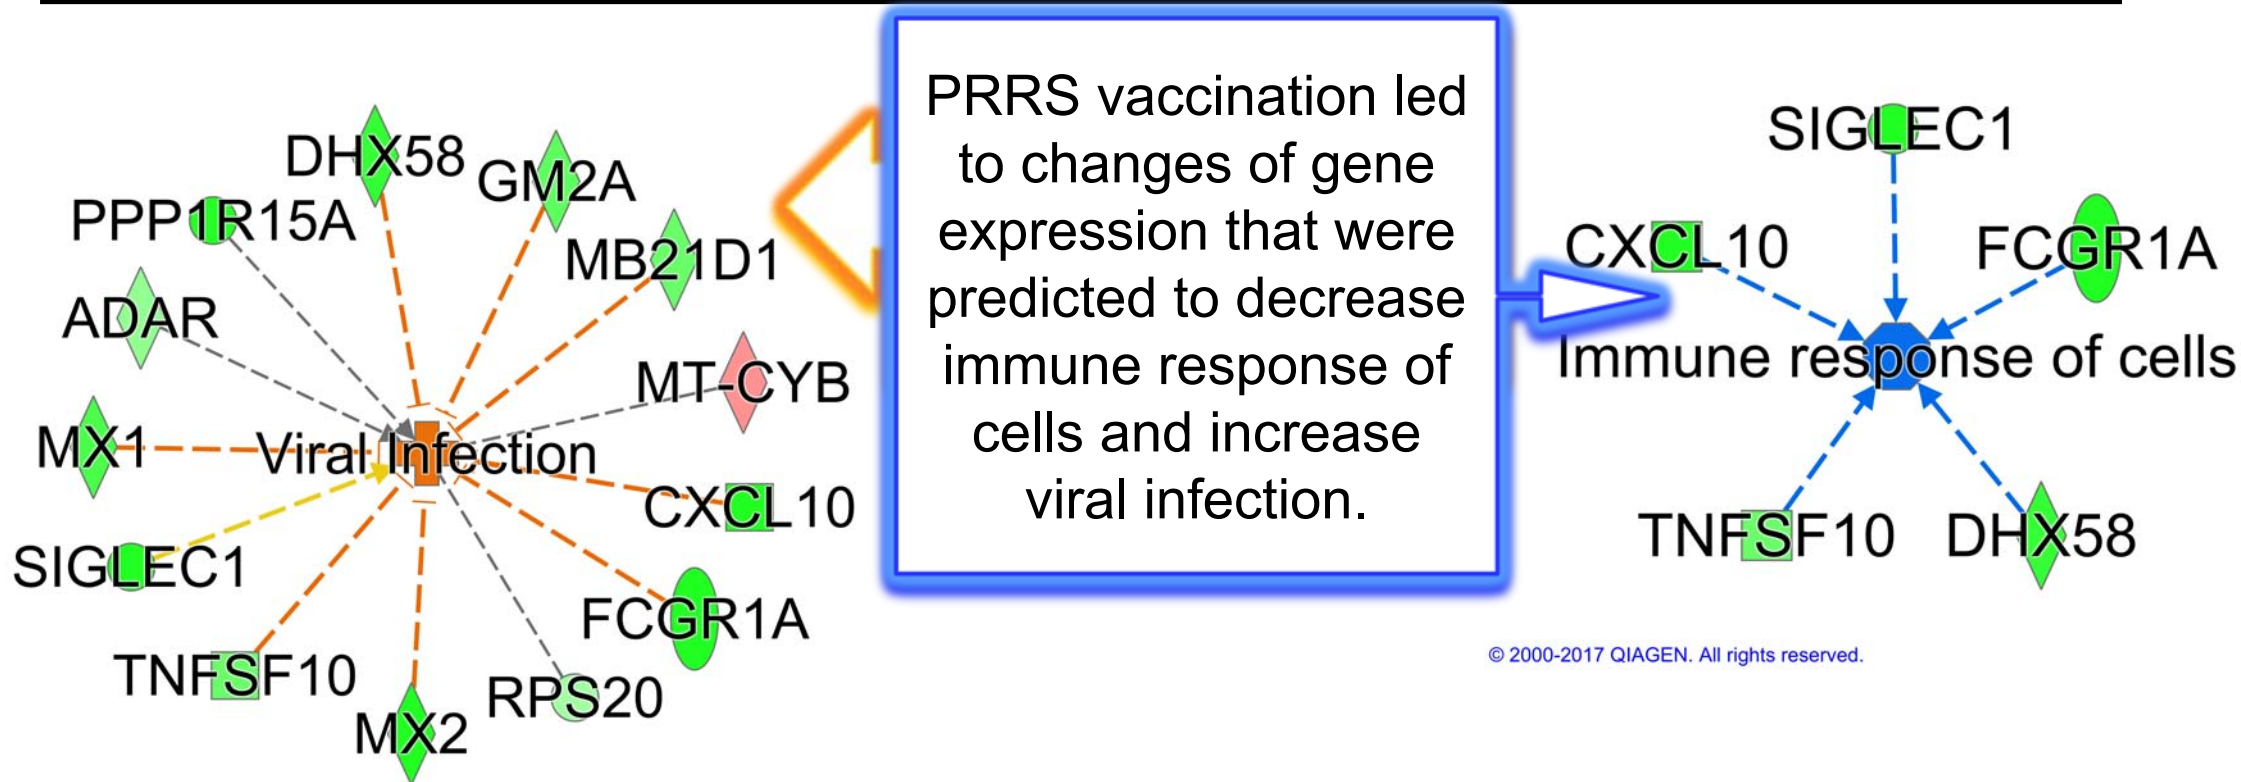 DHX58
GM2A
PPP1R15A
MB21D1
ADAR
MT-CYB
MX1
Viral Infection
CXCL10
SIGLEC1
FCGR1A
TNFSF10
RPS20
MX2
PRRS vaccination led
to changes of gene
expression that were
predicted to decrease
immune response of
cells and increase
viral infection.
SIGLEC1
CXCL10
FCGR1A
Immune response of cells
TNFSF10
DHX58
© 2000-2017 QIAGEN. All rights reserved.